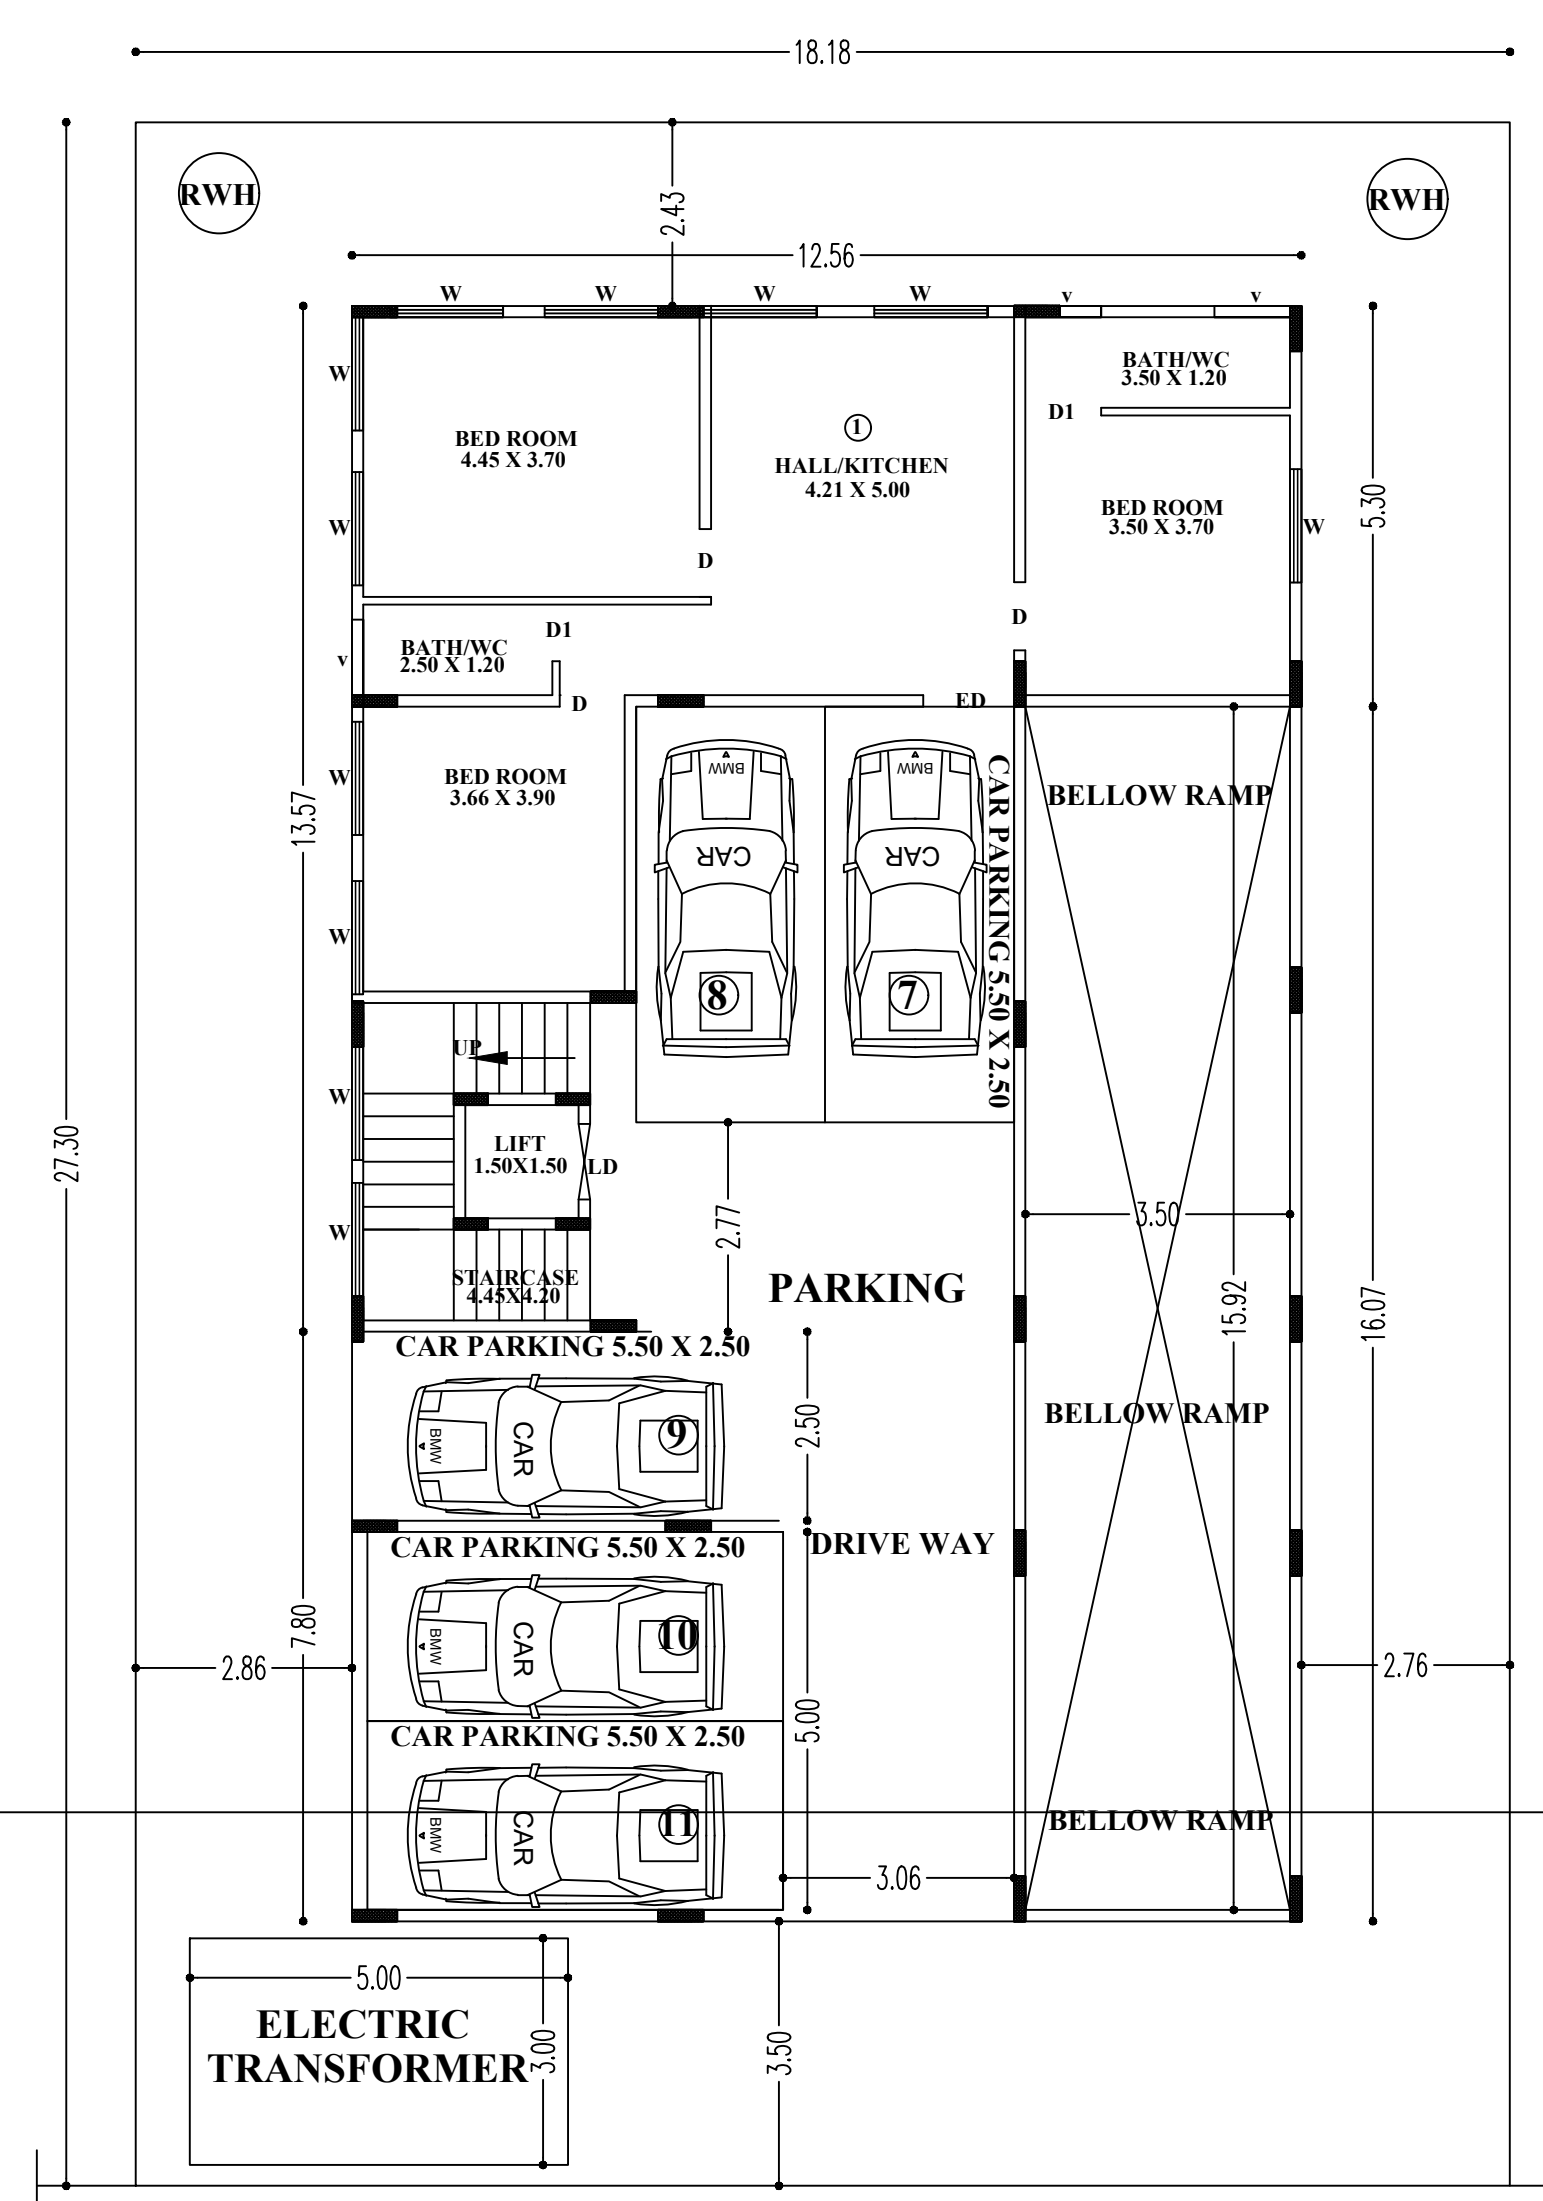 18.18
RWH
RWH
2.43
12.56
W
W
W
W
v
v
W
BATH/WC
3.50 X 1.20
D1
1
BED ROOM
4.45 X 3.70
HALL/KITCHEN
4.21 X 5.00
BED ROOM
3.50 X 3.70
W
W
5.30
D
D
D1
BATH/WC
2.50 X 1.20
v
D
ED
BED ROOM
3.66 X 3.90
W
W
13.57
BMW
CAR
8
BMW
CAR
7
CAR PARKING 5.50 X 2.50
BELLOW RAMP
UP
W
LIFT
1.50X1.50
LD
W
STAIRCASE
4.45X4.20
27.30
2.77
PARKING
3.50
15.92
16.07
CAR PARKING 5.50 X 2.50
BMW
CAR
9
2.50
BELLOW RAMP
CAR PARKING 5.50 X 2.50
DRIVE WAY
BMW
CAR
10
7.80
2.86
2.76
5.00
CAR PARKING 5.50 X 2.50
BMW
CAR
11
BELLOW RAMP
3.06
5.00
ELECTRIC
TRANSFORMER
3.00
3.50